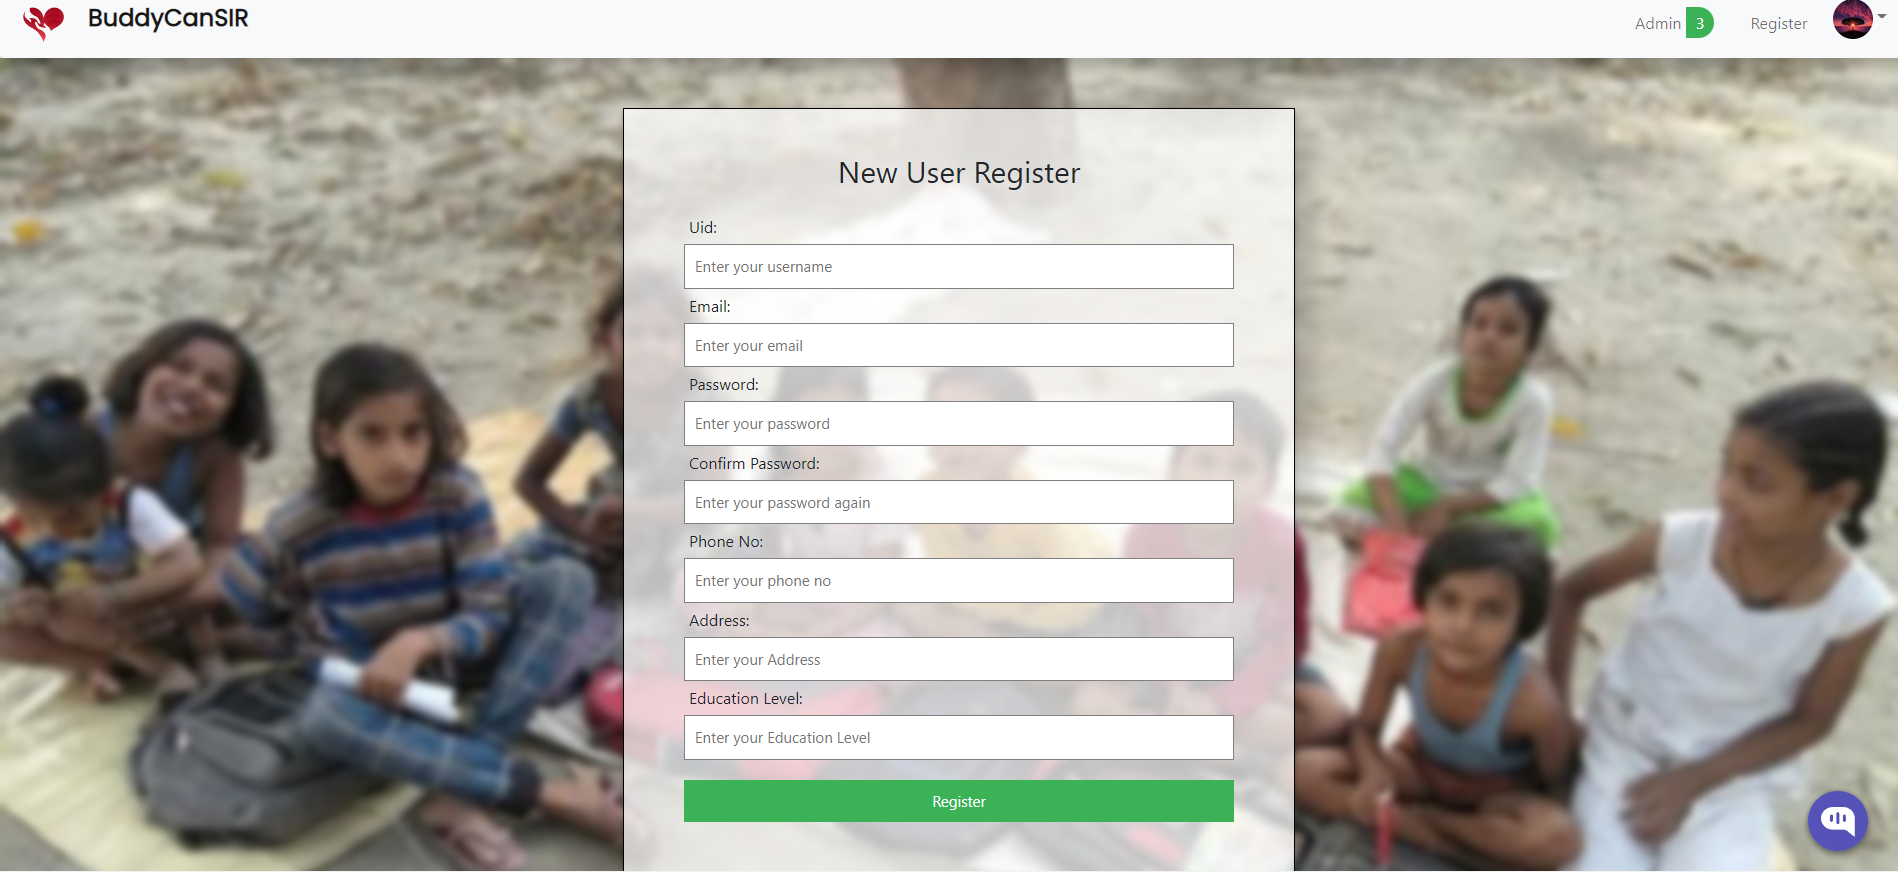 BuddyCanSIR
Admin 3 Register
New User Register
Uid:
Enter your username
Email:
Enter your email
Password:
Enter your password
Confirm Password:
Enter your password again
Phone No:
Enter your phone no
Address:
Enter your Address
Education Level:
Enter your Education Level
Register